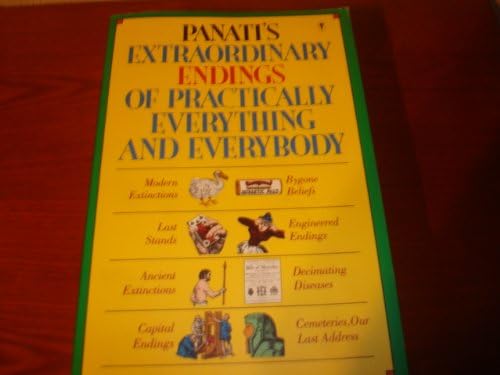 PANATI'S
EXTRAORDINARY
ENDINGS
OF PRACTICALLY
EVERYTHING
AND EVERYBODY
Modern
Extinctions
Bygone
Beliefs
Last
Stands
Engineered
Endings
Ancient
Extinctions
Decimating
Diseases
Capital
Endings
Cemeteries, Our
Last Address